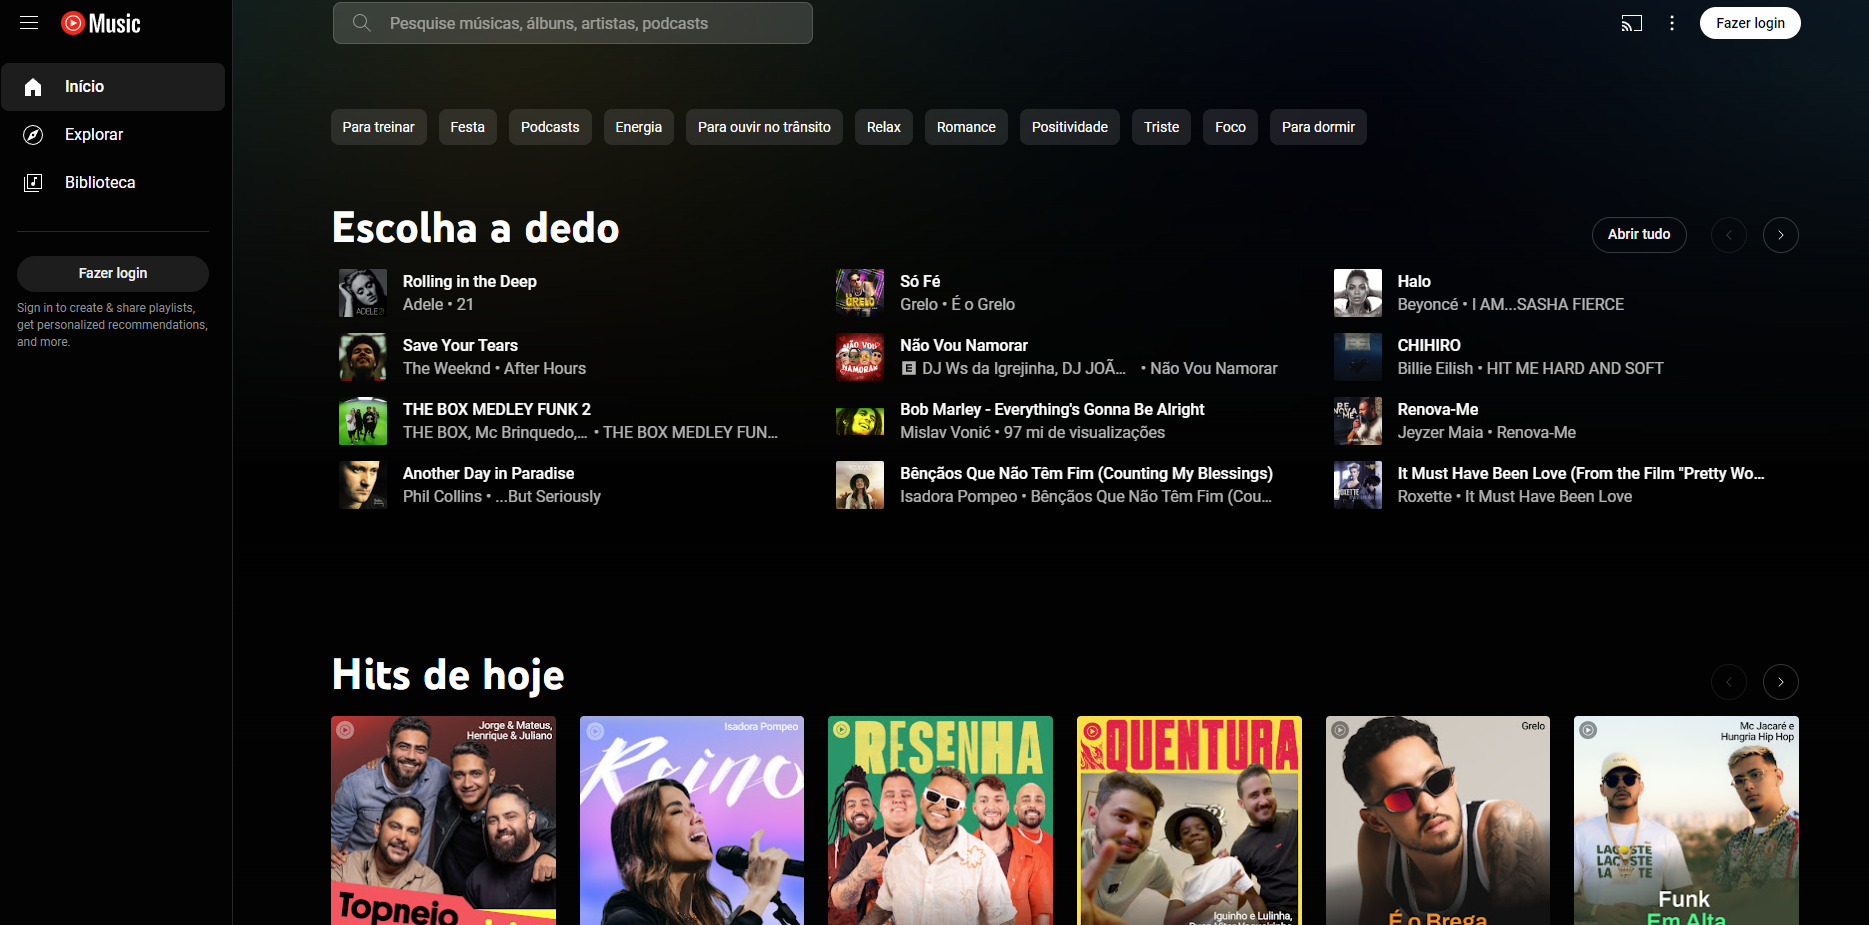 Music
Pesquise músicas, álbuns, artistas, podcasts
Fazer login
Início
Explorar
Biblioteca
Fazer login
Sign in to create & share playlists,
get personalized recommendations,
and more.
Para treinar
Festa
Podcasts
Energia
Para ouvir no trânsito
Relax
Romance
Positividade
Triste
Foco
Para dormir
Escolha a dedo
Abrir tudo
Rolling in the Deep
Adele • 21
Save Your Tears
The Weeknd • After Hours
THE BOX MEDLEY FUNK 2
THE BOX, Mc Brinquedo,... • THE BOX MEDLEY FUN...
Another Day in Paradise
Phil Collins • ...But Seriously
Só Fé
Grelo • É o Grelo
Não Vou Namorar
E DJ Ws da Igrejinha, DJ JOÃ... • Não Vou Namorar
Bob Marley - Everything's Gonna Be Alright
Mislav Vonić • 97 mi de visualizações
Bênçãos Que Não Têm Fim (Counting My Blessings)
Isadora Pompeo • Bênçãos Que Não Têm Fim (Cou...
Halo
Beyoncé • I AM...SASHA FIERCE
CHIHIRO
Billie Eilish • HIT ME HARD AND SOFT
Renova-Me
Jeyzer Maia • Renova-Me
It Must Have Been Love (From the Film "Pretty Wo...
Roxette • It Must Have Been Love
Hits de hoje
Jorge & Mateus,
Henrique & Juliano
Topnejo
Isadora Pompeo
Reino
RESENHA
QUENTURA
Iguinho e Lulinha,
Grelo
É o Brega
Mc Jacaré e
Hungria Hip Hop
LACOSTE
LACOSTE
Funk
Em Alta